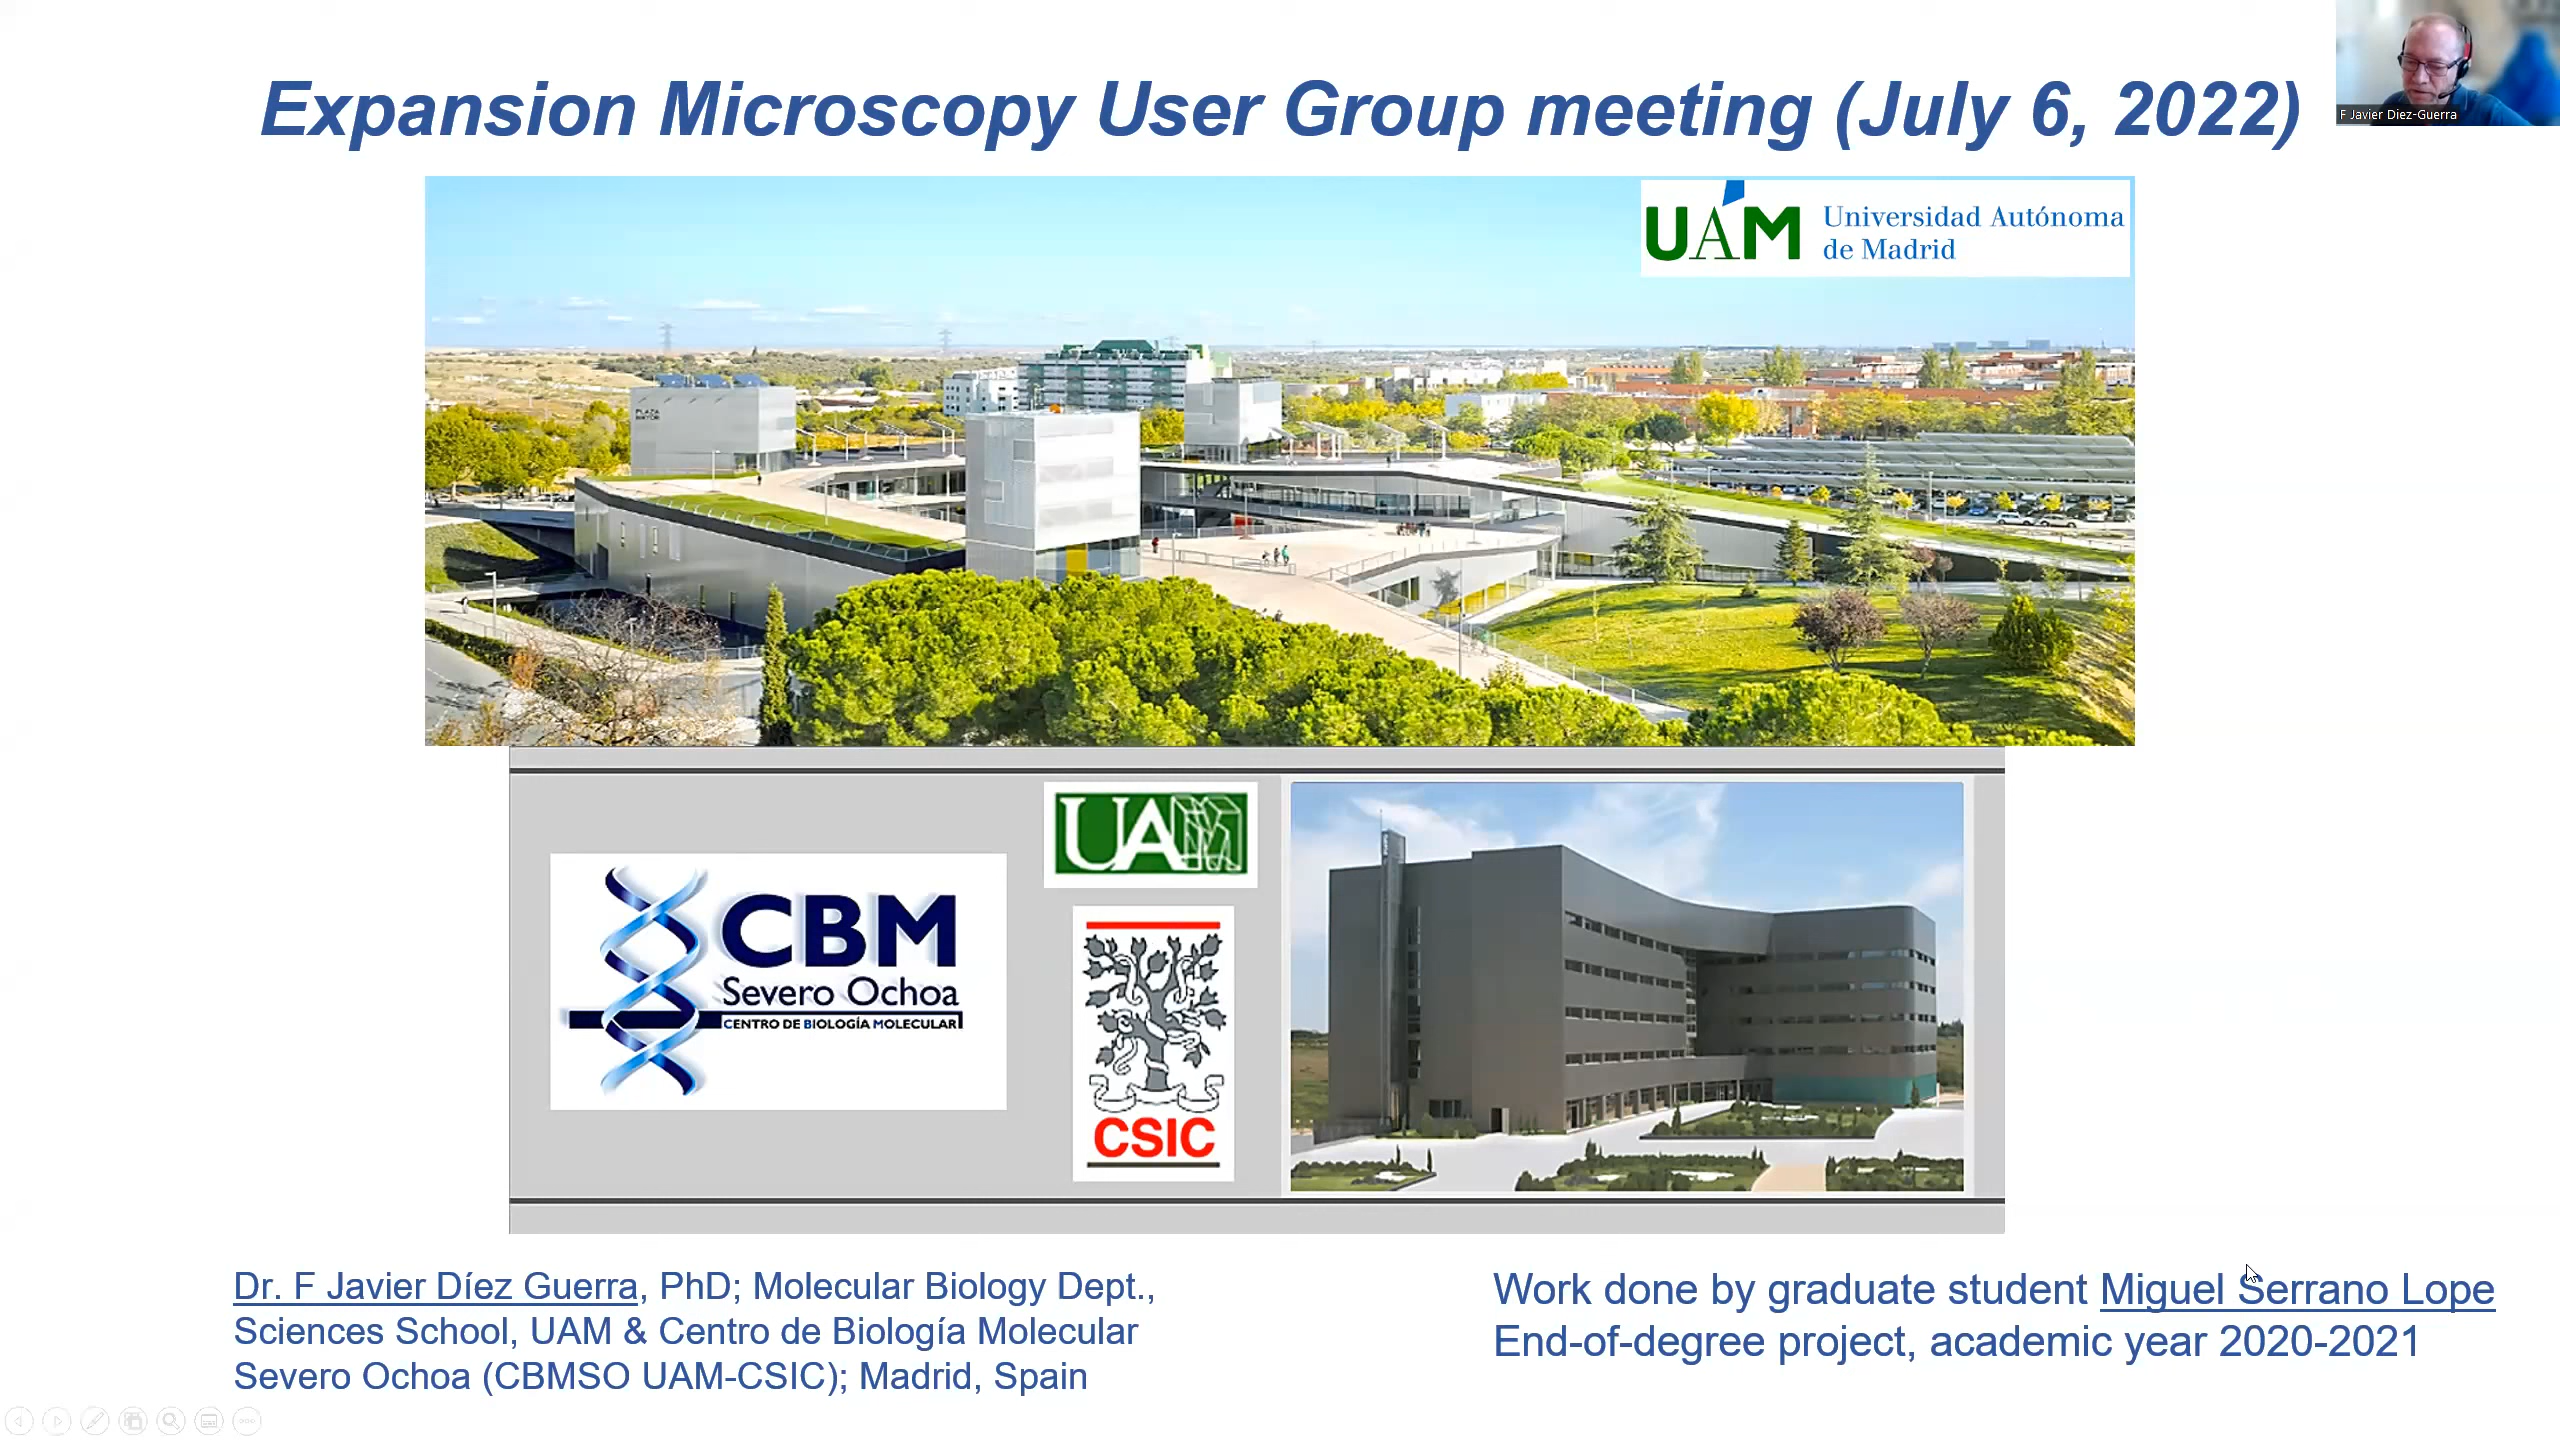 Expansion Microscopy User Group meeting (July 6, 2022)
F Javier Diez-Guerra
UAM Universidad Autónoma
de Madrid
PLAZA
MAYOR
UAM
CBM
Severo Ochoa
CENTRO DE BIOLOGÍA MOLECULAR
CSIC
Dr. F Javier Díez Guerra, PhD; Molecular Biology Dept.,
Sciences School, UAM & Centro de Biología Molecular
Severo Ochoa (CBMSO UAM-CSIC); Madrid, Spain
Work done by graduate student Miguel Serrano Lope
End-of-degree project, academic year 2020-2021